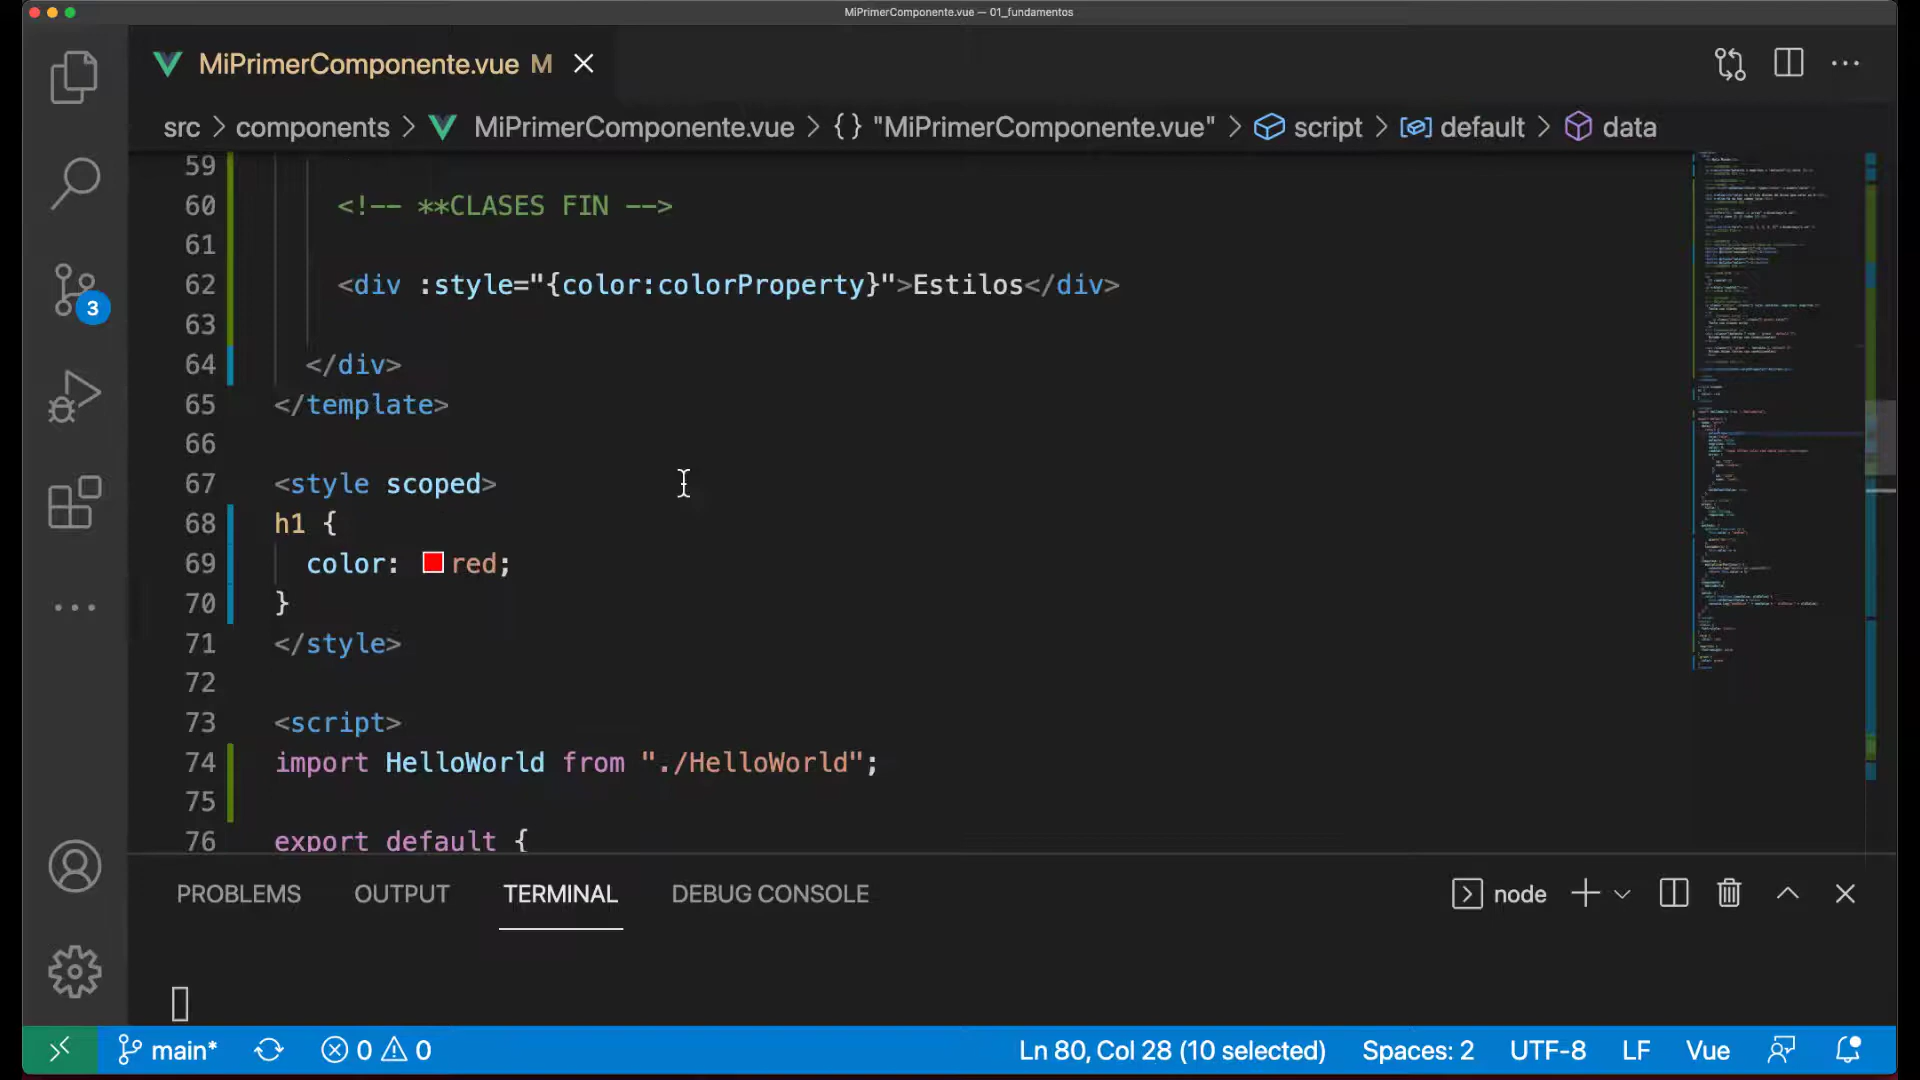 MiPrimerComponente.vue — 01_fundamentos
MiPrimerComponente.vue M
src > components > MiPrimerComponente.vue > {} "MiPrimerComponente.vue" > script > default > data
59
60 <!-- **CLASES FIN -->
61
62 <div :style="{color:colorProperty}">Estilos</div>
63
64 </div>
65 </template>
66
67 <style scoped>
68 h1 {
69 color: red;
70 }
71 </style>
72
73 <script>
74 import HelloWorld from "./HelloWorld";
75
76 export default {
3
PROBLEMS OUTPUT TERMINAL DEBUG CONSOLE node
main* 0 0 Ln 80, Col 28 (10 selected) Spaces: 2 UTF-8 LF Vue